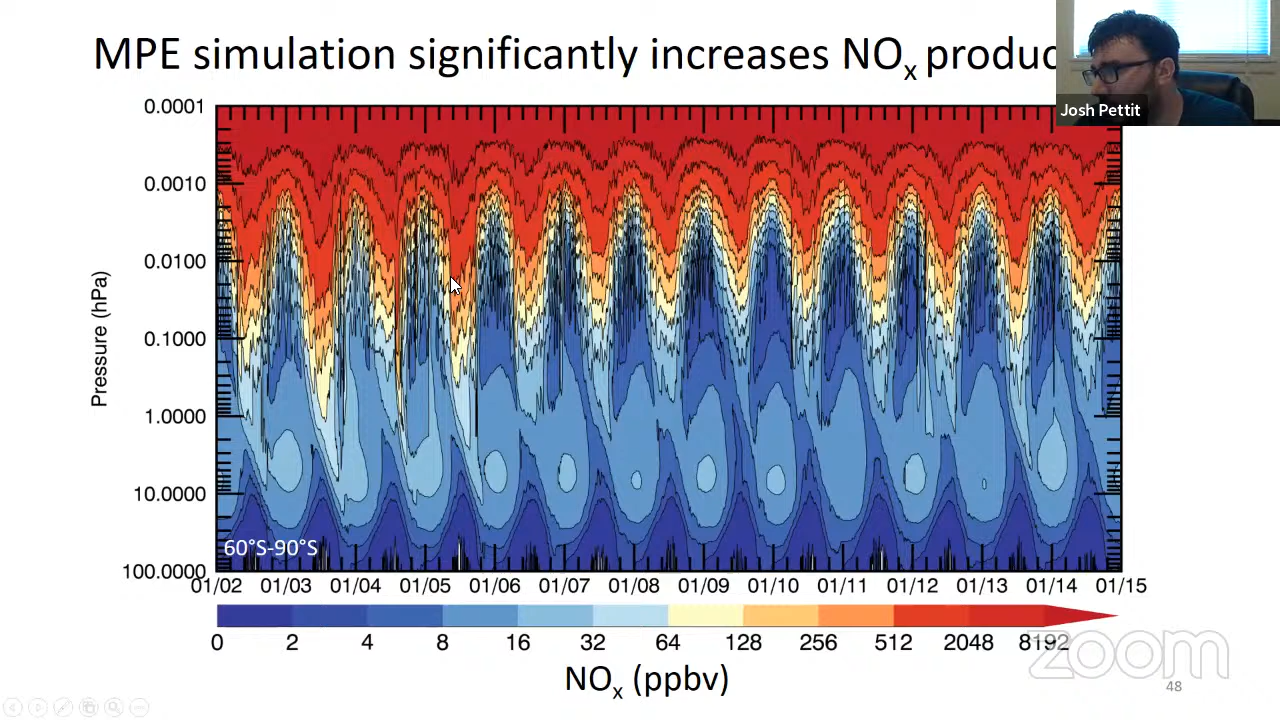 MPE simulation significantly increases NOx produc
Josh Pettit
0.0001
0.0010
0.0100
0.1000
1.0000
10.0000
100.0000
Pressure (hPa)
60°S-90°S
01/02 01/03 01/04 01/05 01/06 01/07 01/08 01/09 01/10 01/11 01/12 01/13 01/14 01/15
0 2 4 8 16 32 64 128 256 512 2048 8192
NOx (ppbv)
zoom
48